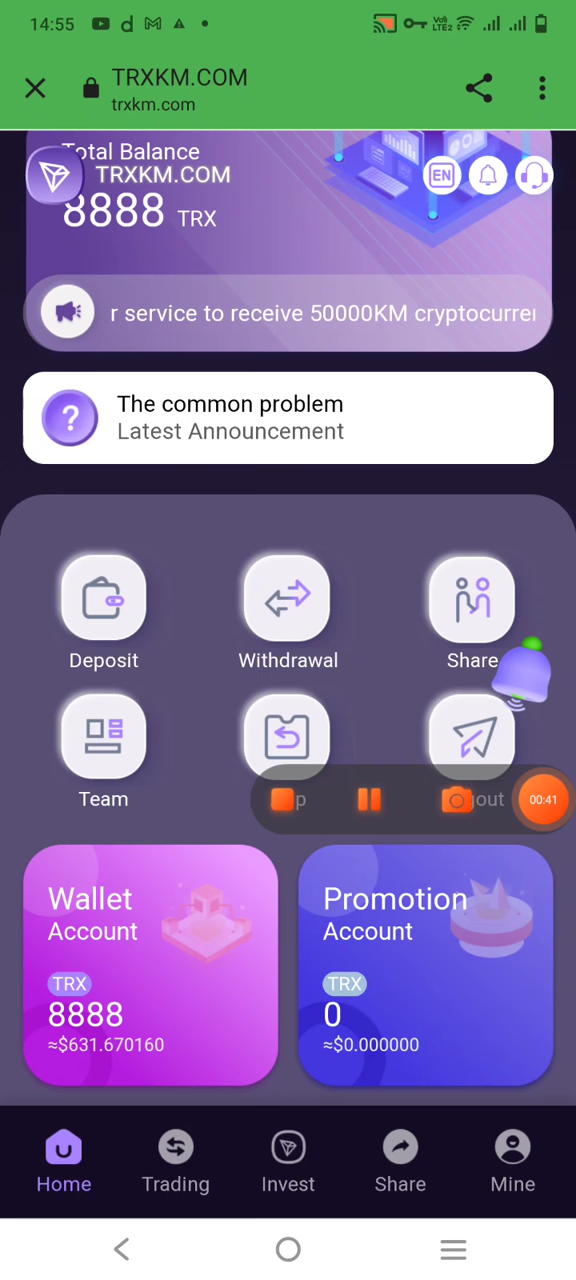 14:55
Vo)) LTE2
TRXKM.COM
trxkm.com
Total Balance
TRXKM.COM
EN
8888 TRX
r service to receive 50000KM
The common problem
Latest Announcement
Deposit
Withdrawal
Share
Team
00:41
Wallet
Account
TRX
8888
≈$631.670160
Promotion
Account
TRX
0
≈$0.000000
Home
Trading
Invest
Share
Mine